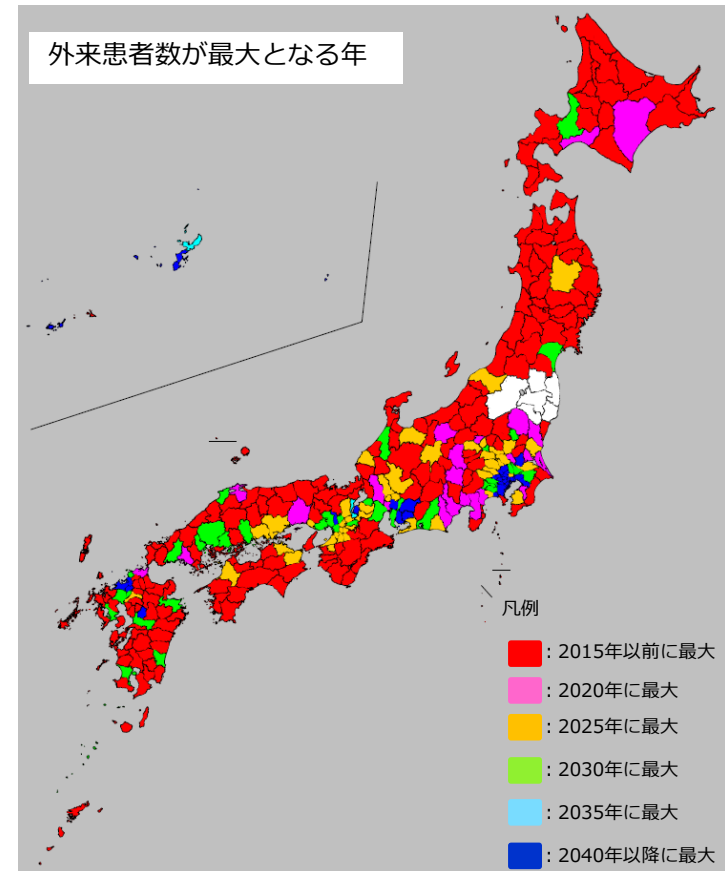 外来患者数が最大となる年
凡例
：2015年以前に最大
：2020年に最大
：2025年に最大
：2030年に最大
：2035年に最大
：2040年以降に最大